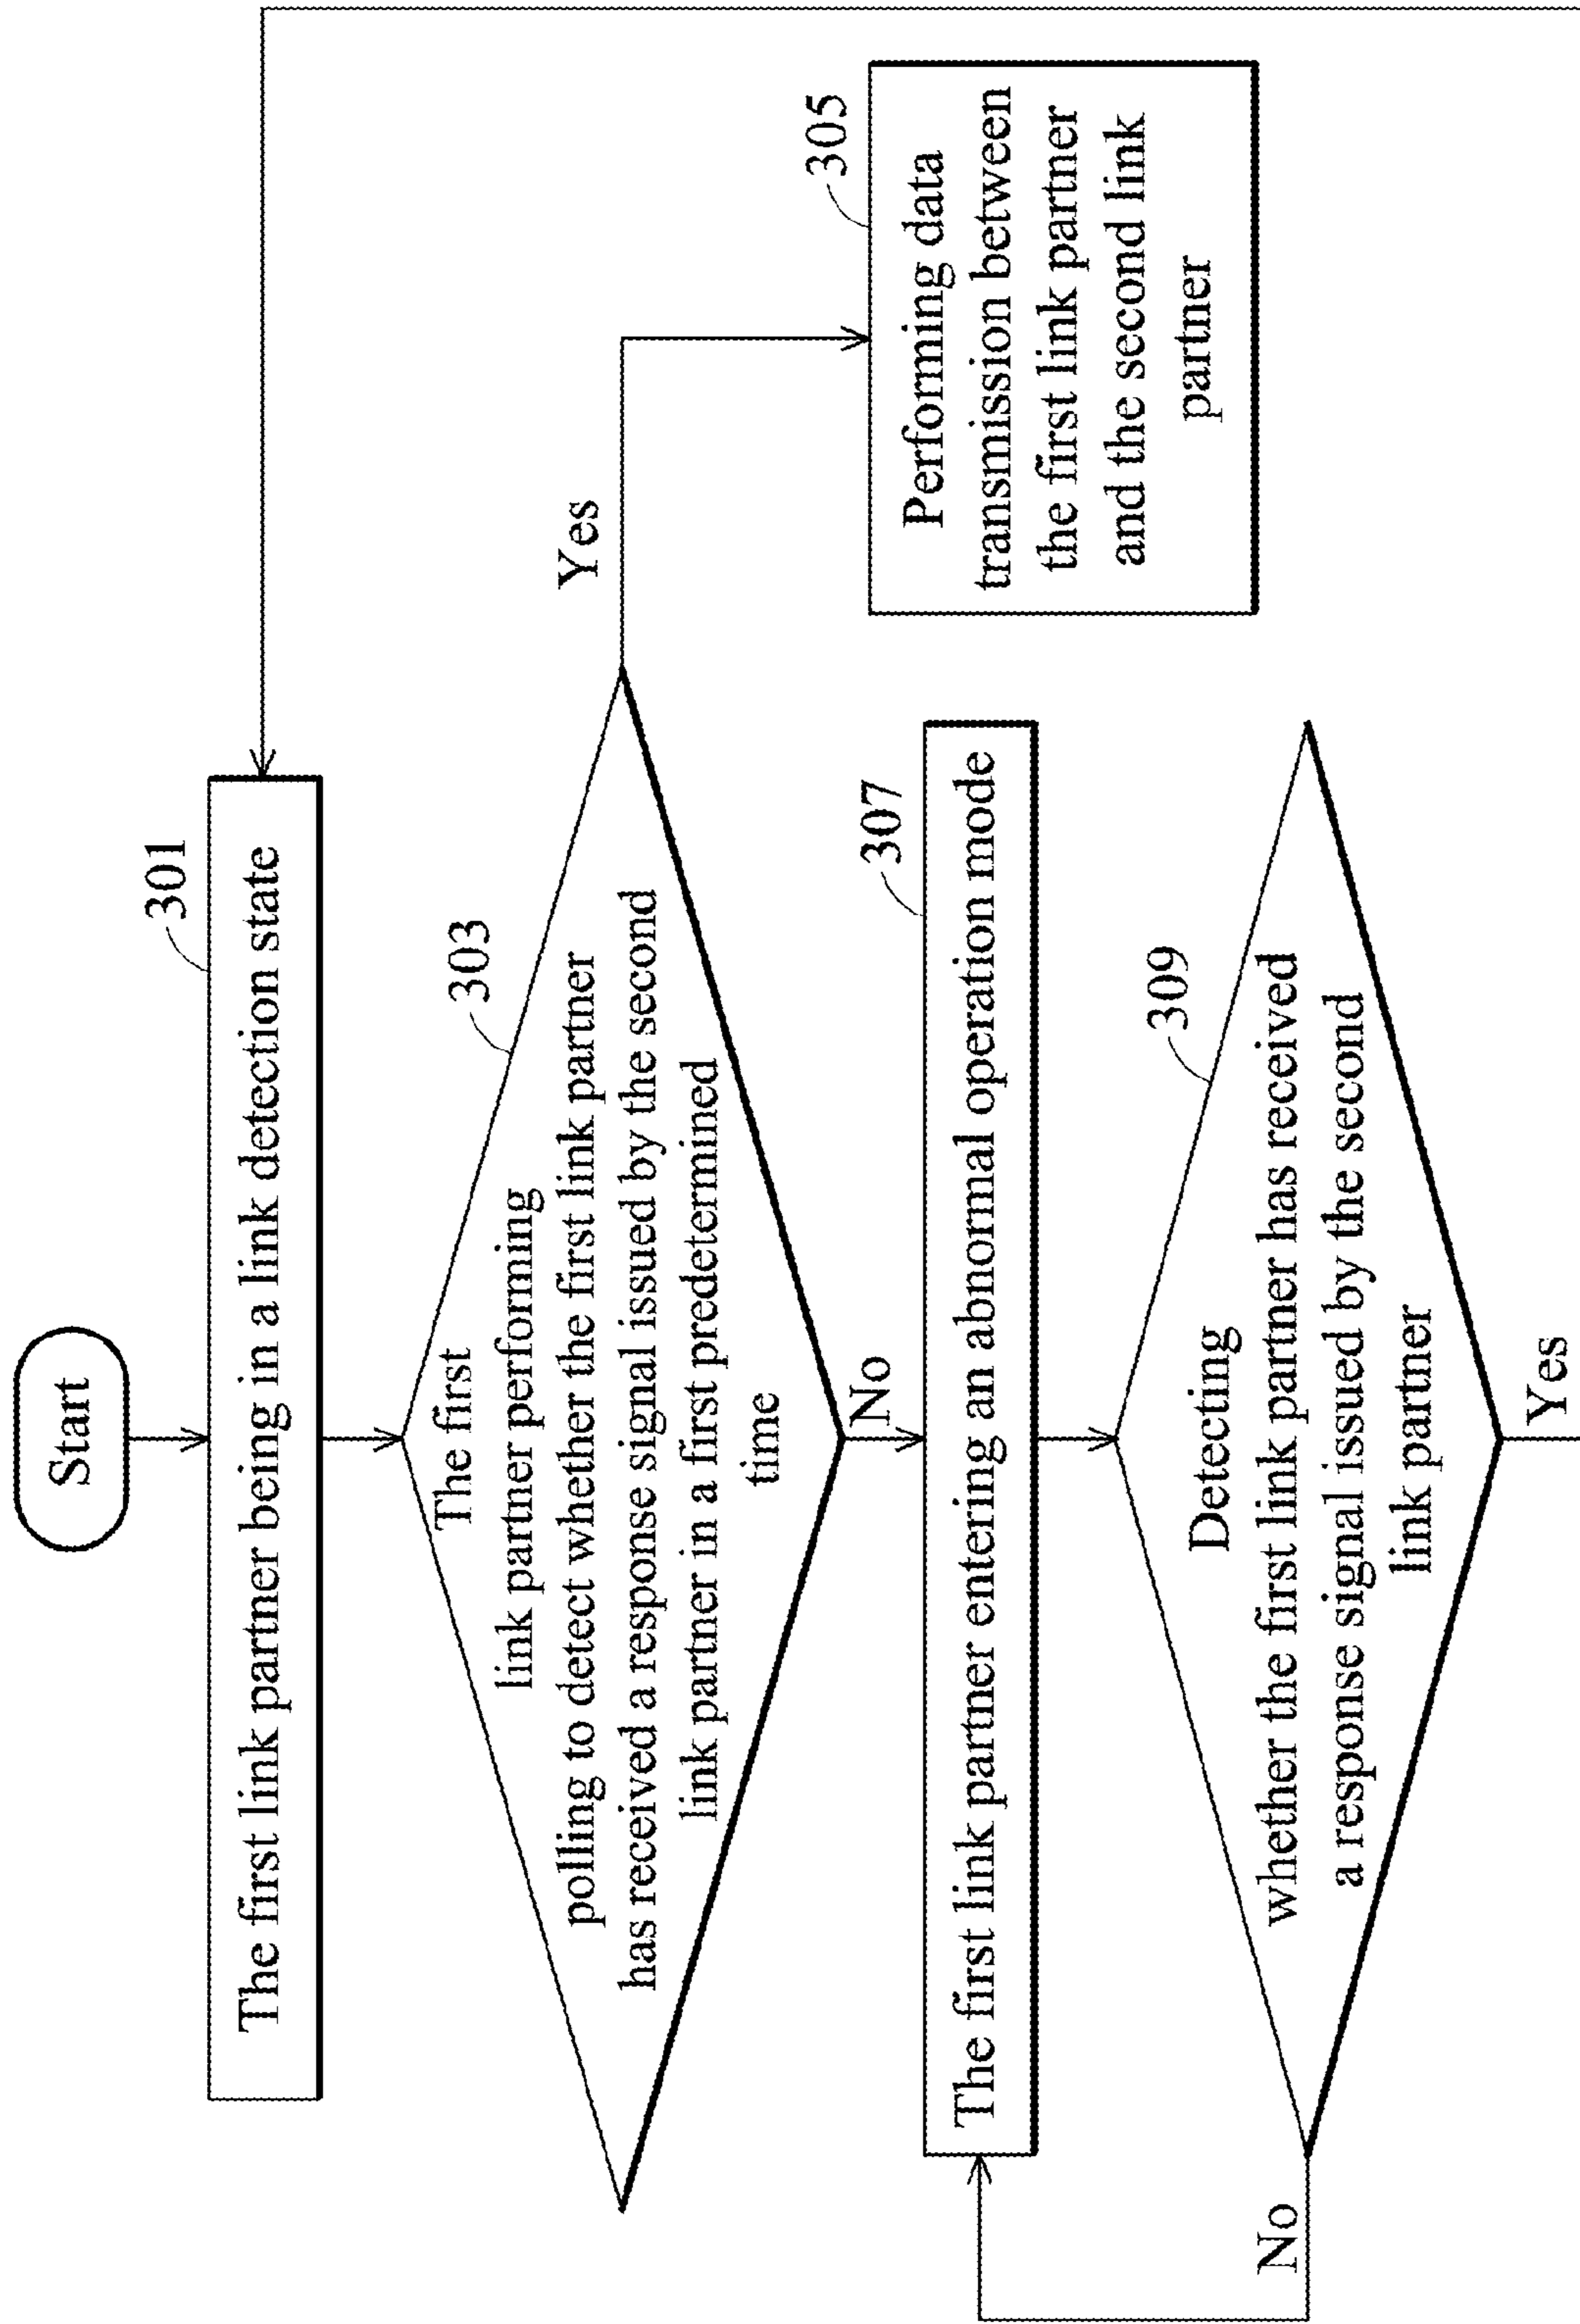 Start
301
The first link partner being in a link detection state
303
The first
link partner performing
polling to detect whether the first link partner
has received a response signal issued by the second
link partner in a first predetermined
time
Yes
305
Performing data
transmission between
the first link partner
and the second link
partner
No
307
The first link partner entering an abnormal operation mode
309
Detecting
whether the first link partner has received
a response signal issued by the second
link partner
No
Yes